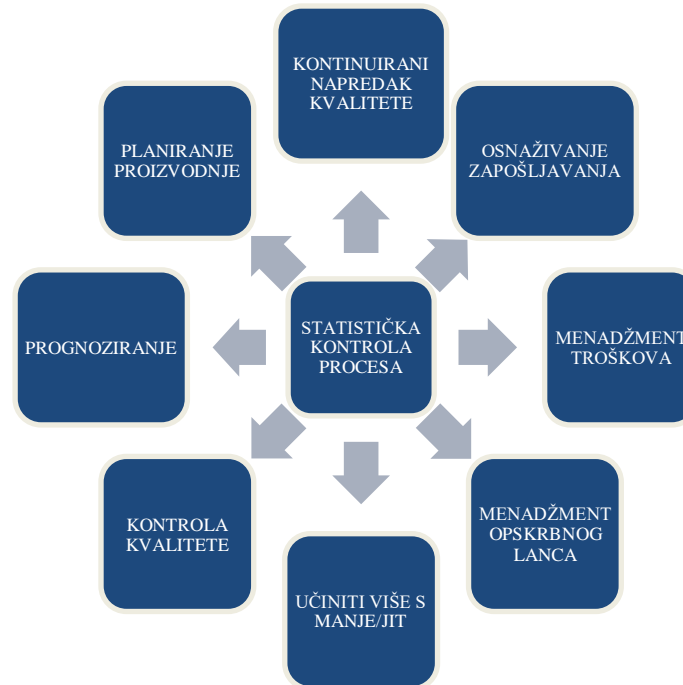 KONTINUIRANI
NAPREDAK
KVALITETE
OSNAŽIVANJE
ZAPOŠLJAVANJA
MENADŽMENT
TROŠKOVA
MENADŽMENT
OPSKRBNOG
LANCA
UČINITI VIŠE S
MANJE/JIT
KONTROLA
KVALITETE
PROGNOZIRANJE
PLANIRANJE
PROIZVODNJE
STATISTIČKA
KONTROLA
PROCESA